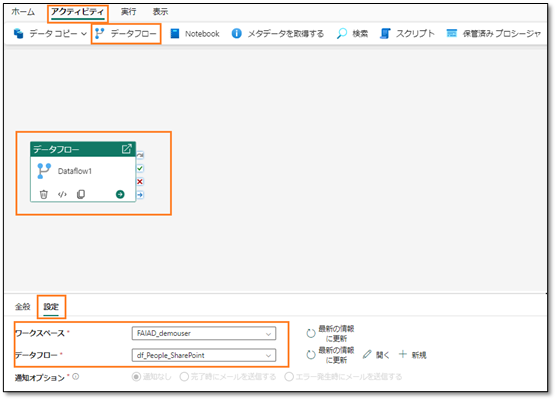 ホーム アクティビティ 実行 表示
データ コピー データフロー Notebook メタデータを取得する 検索 スクリプト 保管済み プロシージャ
データフロー
Dataflow1
全般 設定
ワークスペース * FAIAD_demouser 最新の情報
に更新
データフロー * df_People_SharePoint 最新の情報
に更新 開く 新規
通知オプション * 通知なし 完了時にメールを送信する エラー発生時にメールを送信する